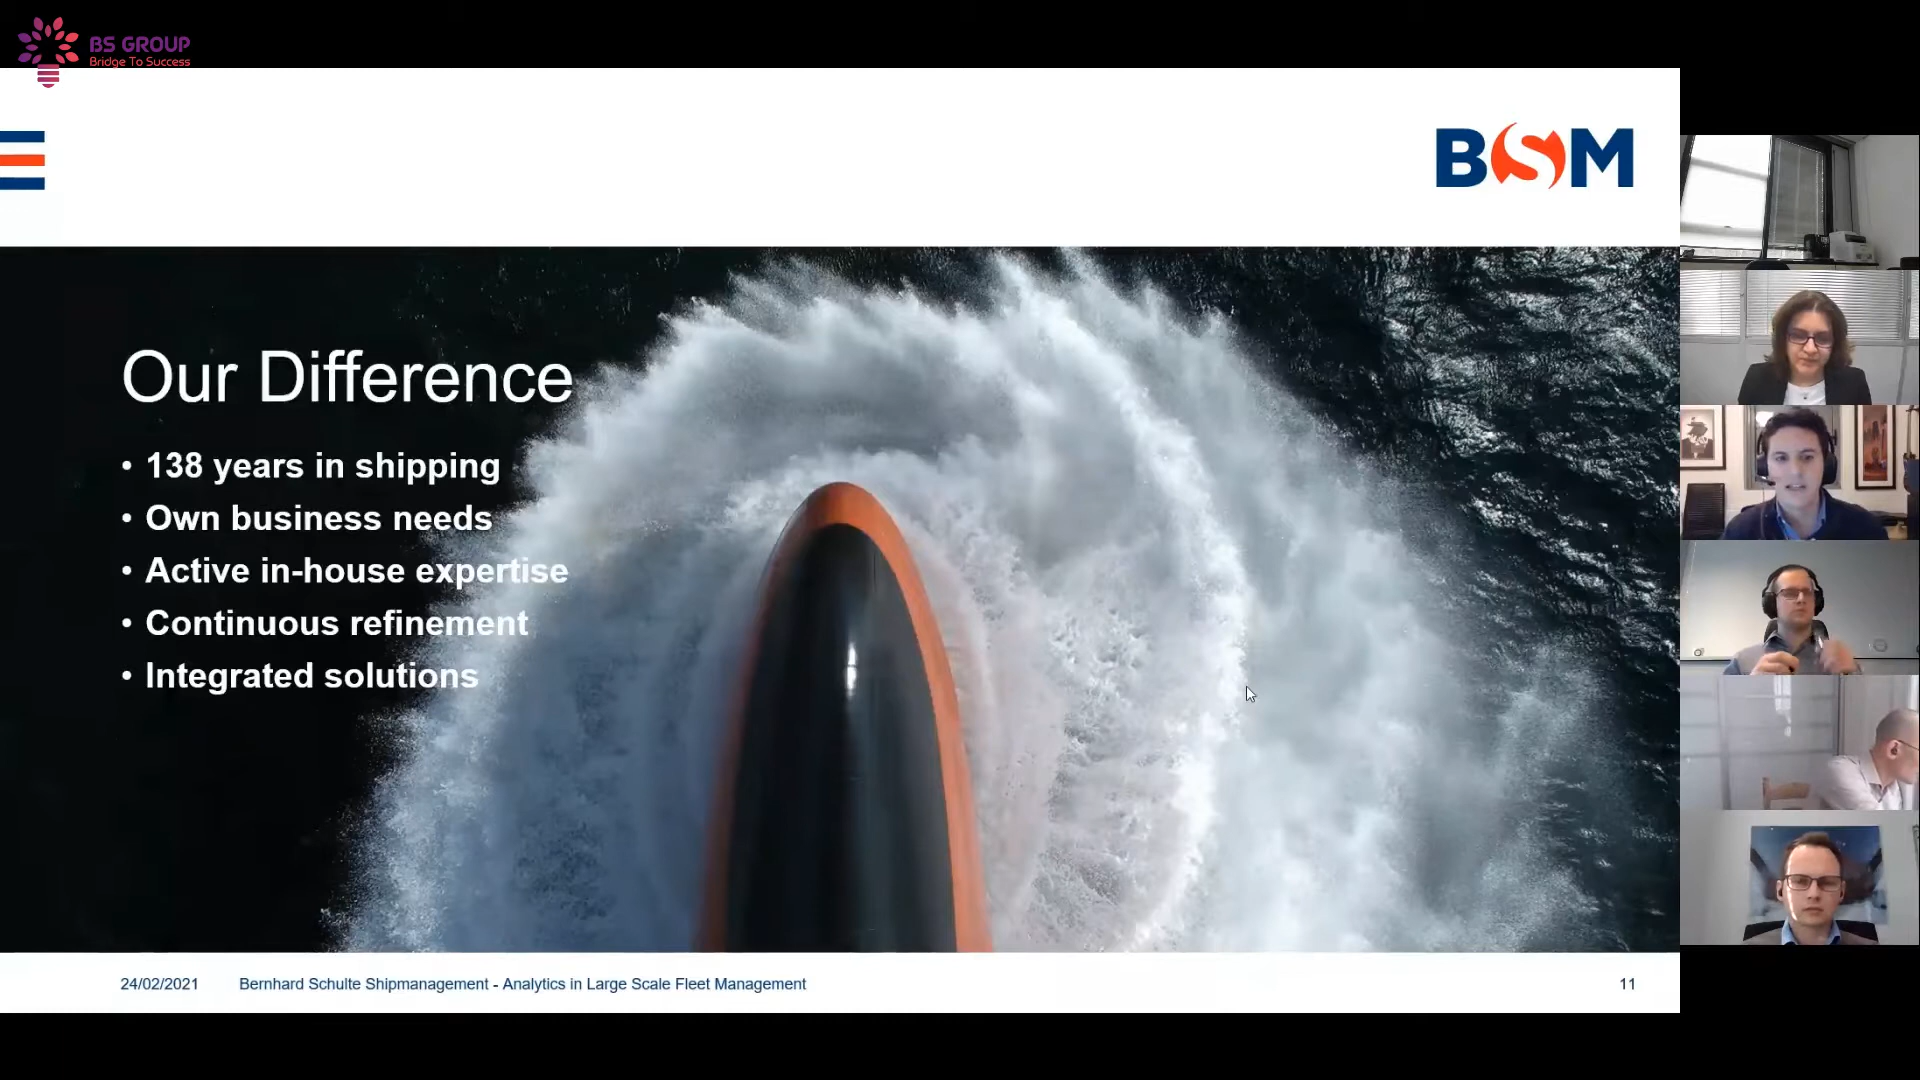 BS GROUP
Bridge To Success
BSM
Our Difference
• 138 years in shipping
• Own business needs
• Active in-house expertise
• Continuous refinement
• Integrated solutions
24/02/2021 Bernhard Schulte Shipmanagement - Analytics in Large Scale Fleet Management 11